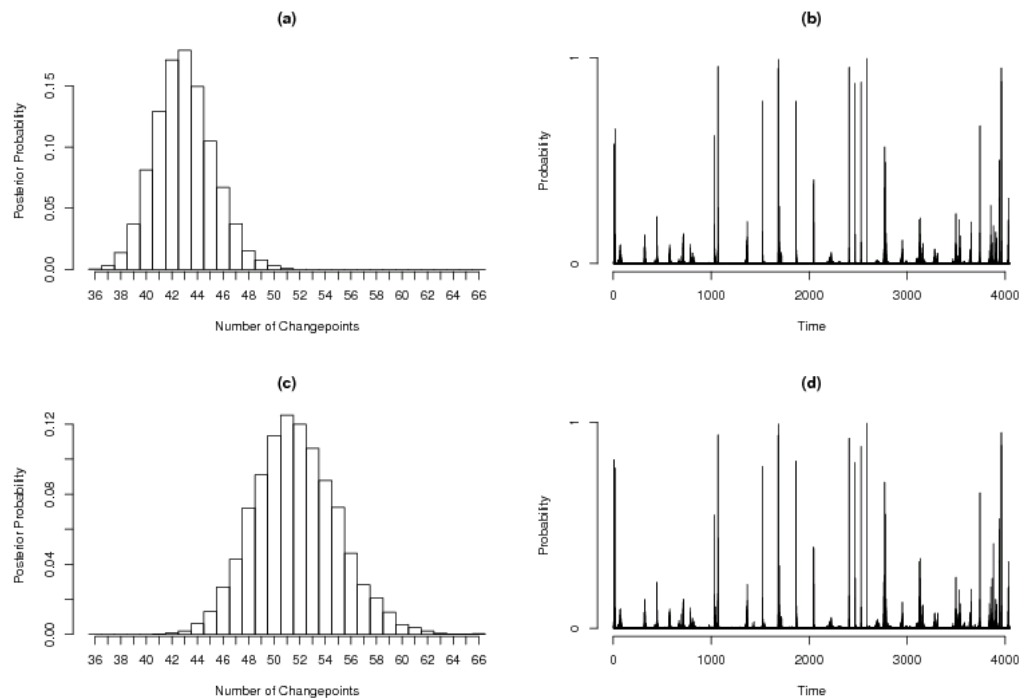 (a)
Posterior Probability
0.15
0.10
0.05
0.00
36 38 40 42 44 46 48 50 52 54 56 58 60 62 64 66
Number of Changepoints
(b)
Probability
1
0
0 1000 2000 3000 4000
Time
(c)
Posterior Probability
0.12
0.08
0.04
0.00
36 38 40 42 44 46 48 50 52 54 56 58 60 62 64 66
Number of Changepoints
(d)
Probability
1
0
0 1000 2000 3000 4000
Time